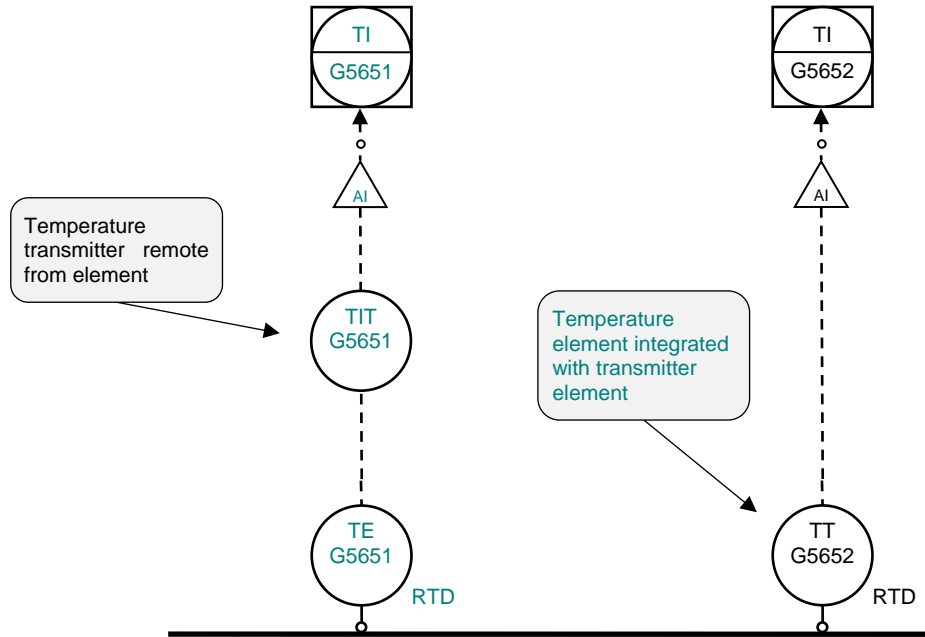 TI
G5651
TI
G5652
AI
AI
Temperature
transmitter remote
from element
TIT
G5651
Temperature
element integrated
with transmitter
element
TE
G5651
RTD
TT
G5652
RTD